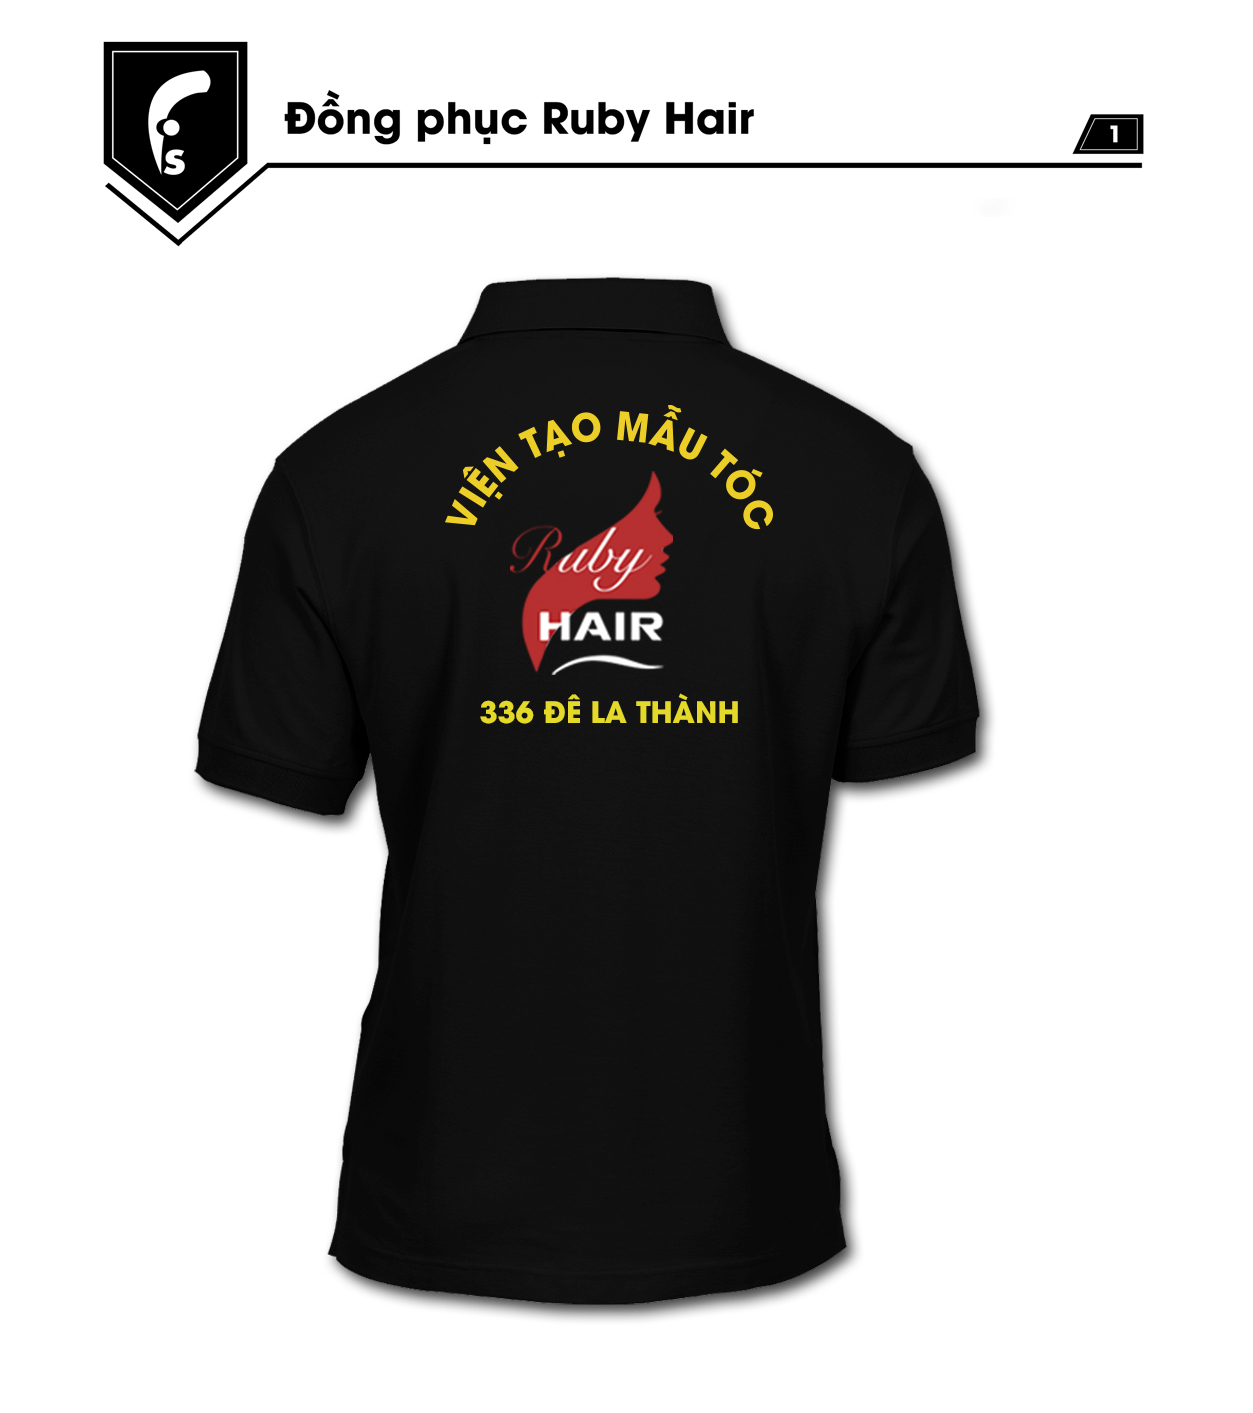 S
Đồng phục Ruby Hair
1
VIỆN TẠO MẪU TÓC
Ruby
HAIR
336 ĐÊ LA THÀNH